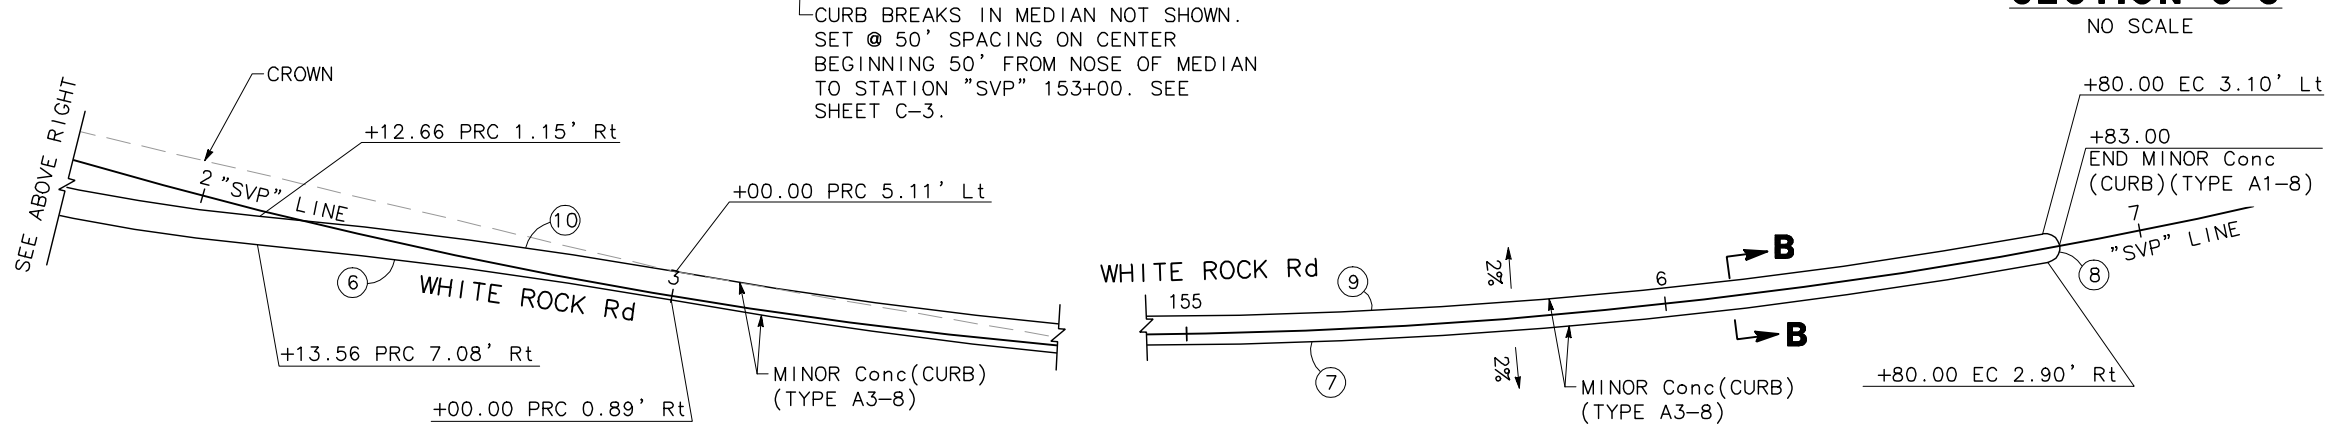 CURB BREAKS IN MEDIAN NOT SHOWN.
SET @ 50' SPACING ON CENTER
BEGINNING 50' FROM NOSE OF MEDIAN
TO STATION "SVP" 153+00. SEE
SHEET C-3.
NO SCALE
CROWN
SEE ABOVE RIGHT
+12.66 PRC 1.15' Rt
2 "SVP" LINE
10
+00.00 PRC 5.11' Lt
3
6
WHITE ROCK Rd
+13.56 PRC 7.08' Rt
+00.00 PRC 0.89' Rt
MINOR Conc(CURB)
(TYPE A3-8)
+80.00 EC 3.10' Lt
+83.00
END MINOR Conc
(CURB)(TYPE A1-8)
7
"SVP" LINE
8
WHITE ROCK Rd
9
2%
6
B
155
B
7
2%
MINOR Conc(CURB)
(TYPE A3-8)
+80.00 EC 2.90' Rt